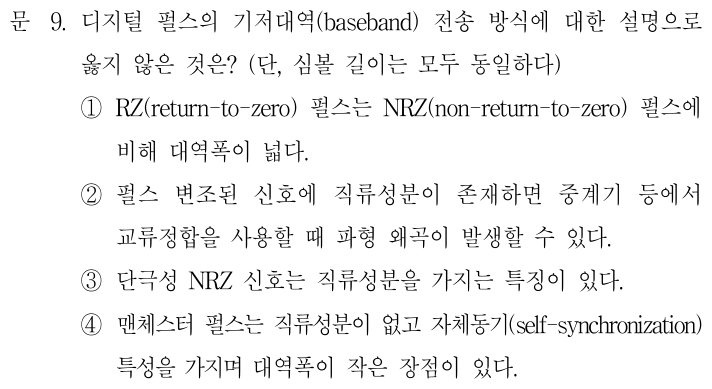 문 9. 디지털 펄스의 기저대역(baseband) 전송 방식에 대한 설명으로
옳지 않은 것은? (단, 심볼 길이는 모두 동일하다)
① RZ(return-to-zero) 펄스는 NRZ(non-return-to-zero) 펄스에
비해 대역폭이 넓다.
② 펄스 변조된 신호에 직류성분이 존재하면 중계기 등에서
교류정합을 사용할 때 파형 왜곡이 발생할 수 있다.
③ 단극성 NRZ 신호는 직류성분을 가지는 특징이 있다.
④ 맨체스터 펄스는 직류성분이 없고 자체동기(self-synchronization)
특성을 가지며 대역폭이 작은 장점이 있다.